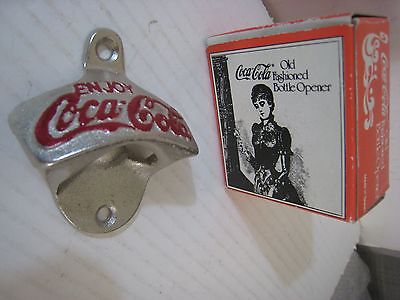 ENJOY
Coca-Cola
Coca-Cola® Old
Fashioned
Bottle Opener